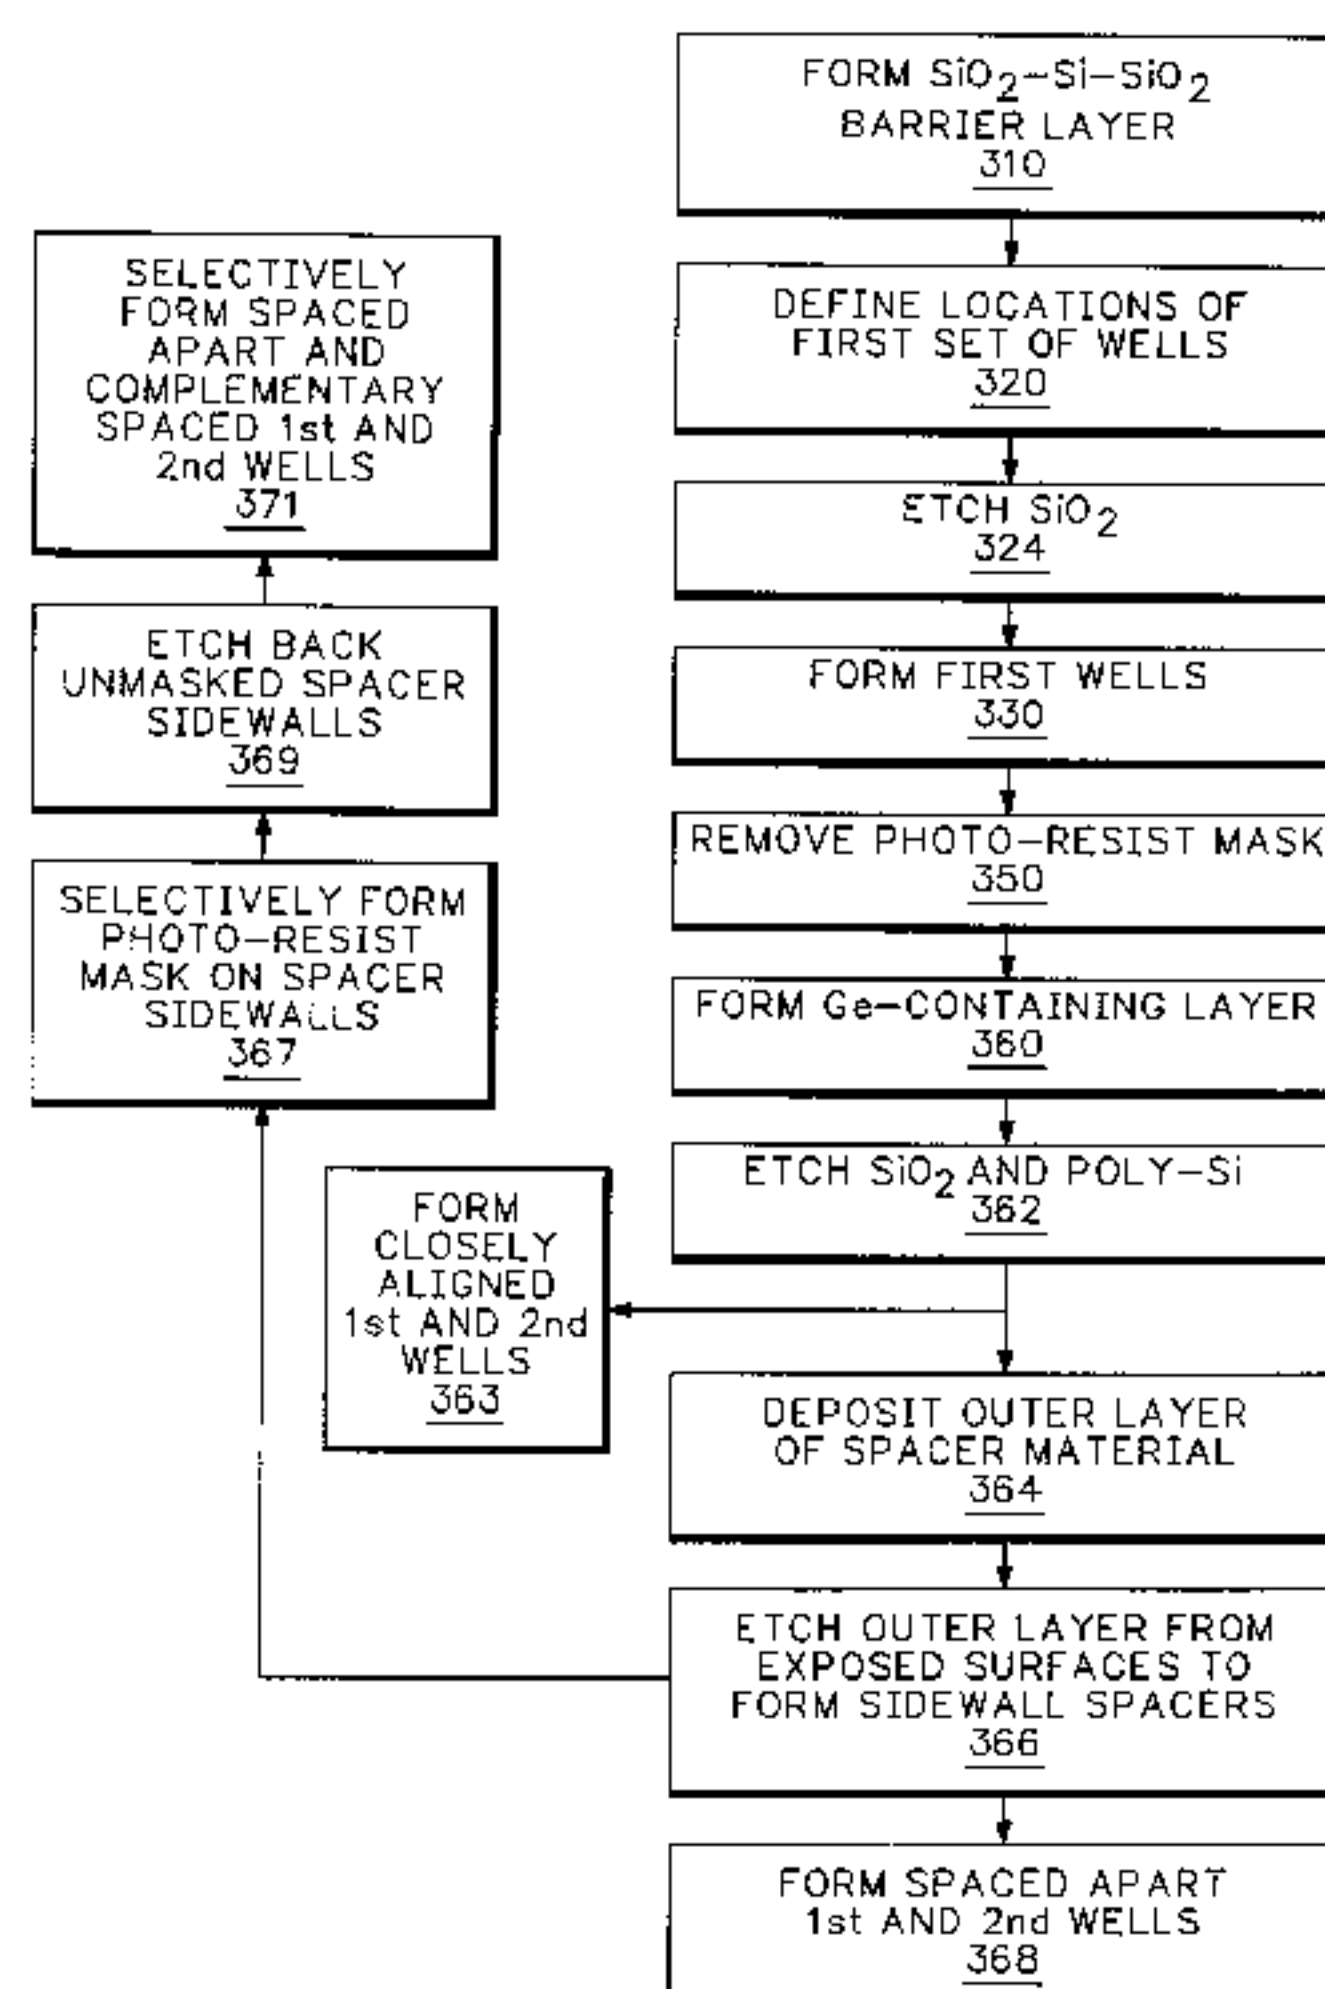 FORM SiO2-Si-SiO2
BARRIER LAYER
310
DEFINE LOCATIONS OF
FIRST SET OF WELLS
320
ETCH SiO2
324
FORM FIRST WELLS
330
REMOVE PHOTO-RESIST MASK
350
FORM Ge-CONTAINING LAYER
360
ETCH SiO2 AND POLY-Si
362
FORM
CLOSELY
ALIGNED
1st AND 2nd
WELLS
363
DEPOSIT OUTER LAYER
OF SPACER MATERIAL
364
ETCH OUTER LAYER FROM
EXPOSED SURFACES TO
FORM SIDEWALL SPACERS
366
FORM SPACED APART
1st AND 2nd WELLS
368
SELECTIVELY FORM
PHOTO-RESIST
MASK ON SPACER
SIDEWALLS
367
ETCH BACK
UNMASKED SPACER
SIDEWALLS
369
SELECTIVELY
FORM SPACED
APART AND
COMPLEMENTARY
SPACED 1st AND
2nd WELLS
371